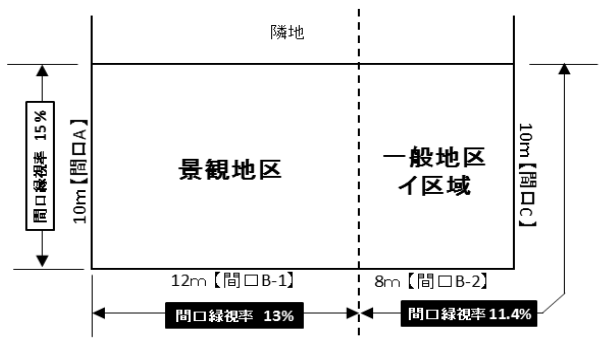 隣地
間口緑視率 15%
10m【間口A】
景観地区
一般地区
イ区域
10m【間口C】
12m【間口B-1】
8m【間口B-2】
間口緑視率 13%
間口緑視率 11.4%